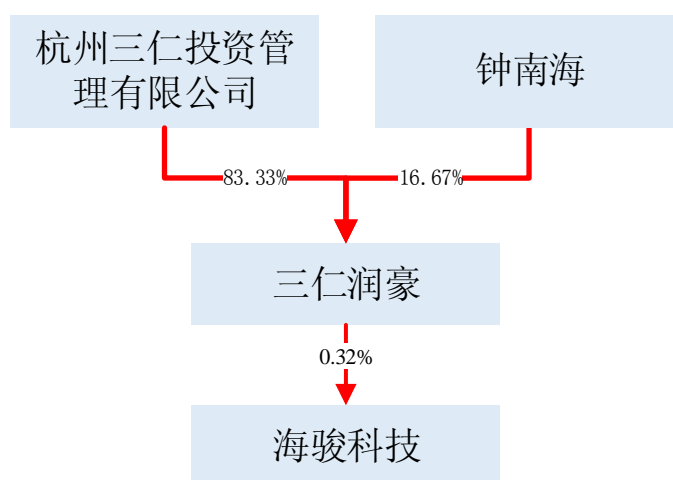 杭州三仁投资管
理有限公司
钟南海
83.33%
16.67%
三仁润豪
0.32%
海骏科技